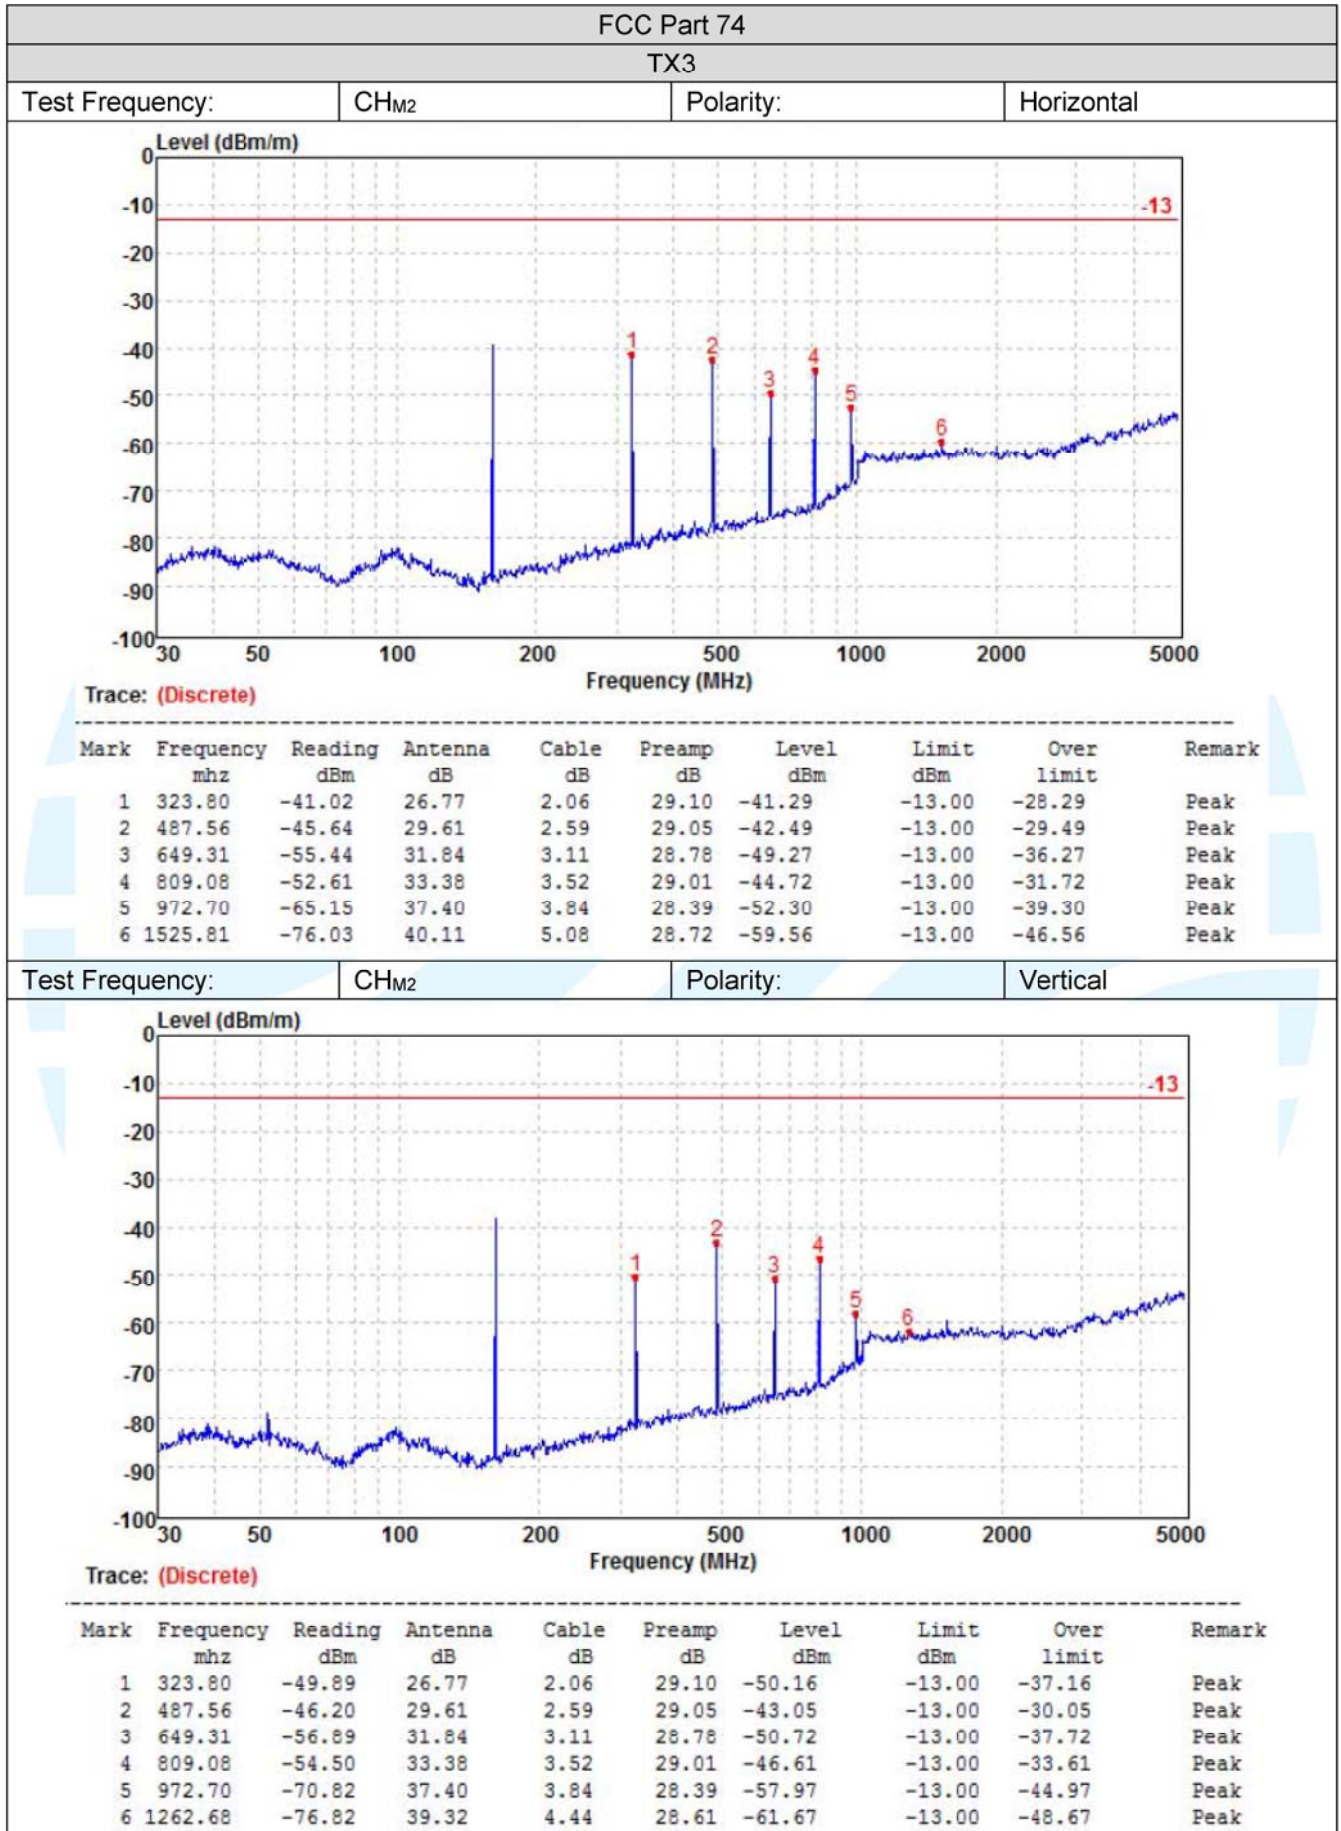 FCC Part 74
TX3
Test Frequency: CHM2 Polarity: Horizontal
Level (dBm/m)
0
-10
-13
-20
-30
-40
1
2
3
4
5
6
-50
-60
-70
-80
-90
-100
30 50 100 200 500 1000 2000 5000
Frequency (MHz)
Trace: (Discrete)
Mark Frequency Reading Antenna Cable Preamp Level Limit Over Remark
mhz dBm dB dB dB dBm dBm limit
1 323.80 -41.02 26.77 2.06 29.10 -41.29 -13.00 -28.29 Peak
2 487.56 -45.64 29.61 2.59 29.05 -42.49 -13.00 -29.49 Peak
3 649.31 -55.44 31.84 3.11 28.78 -49.27 -13.00 -36.27 Peak
4 809.08 -52.61 33.38 3.52 29.01 -44.72 -13.00 -31.72 Peak
5 972.70 -65.15 37.40 3.84 28.39 -52.30 -13.00 -39.30 Peak
6 1525.81 -76.03 40.11 5.08 28.72 -59.56 -13.00 -46.56 Peak
Test Frequency: CHM2 Polarity: Vertical
Level (dBm/m)
0
-10
-13
-20
-30
-40
1
2
3
4
5
6
-50
-60
-70
-80
-90
-100
30 50 100 200 500 1000 2000 5000
Frequency (MHz)
Trace: (Discrete)
Mark Frequency Reading Antenna Cable Preamp Level Limit Over Remark
mhz dBm dB dB dB dBm dBm limit
1 323.80 -49.89 26.77 2.06 29.10 -50.16 -13.00 -37.16 Peak
2 487.56 -46.20 29.61 2.59 29.05 -43.05 -13.00 -30.05 Peak
3 649.31 -56.89 31.84 3.11 28.78 -50.72 -13.00 -37.72 Peak
4 809.08 -54.50 33.38 3.52 29.01 -46.61 -13.00 -33.61 Peak
5 972.70 -70.82 37.40 3.84 28.39 -57.97 -13.00 -44.97 Peak
6 1262.68 -76.82 39.32 4.44 28.61 -61.67 -13.00 -48.67 Peak